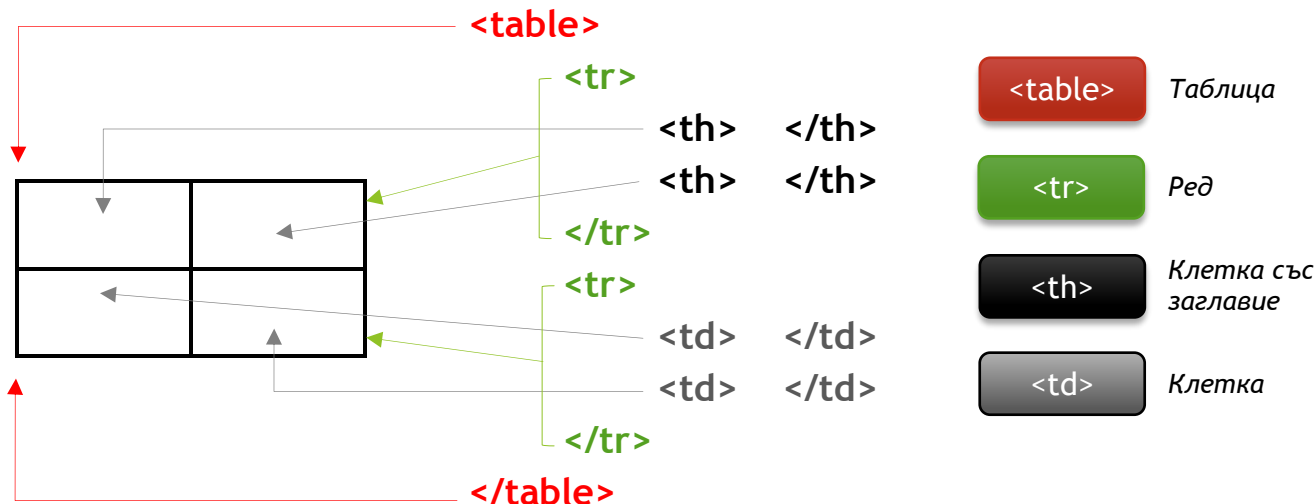 <table>
<tr>
<th> </th>
<th> </th>
</tr>
<tr>
<td> </td>
<td> </td>
</tr>
</table>
<table>
Таблица
<tr>
Ред
<th>
Клетка със
заглавие
<td>
Клетка